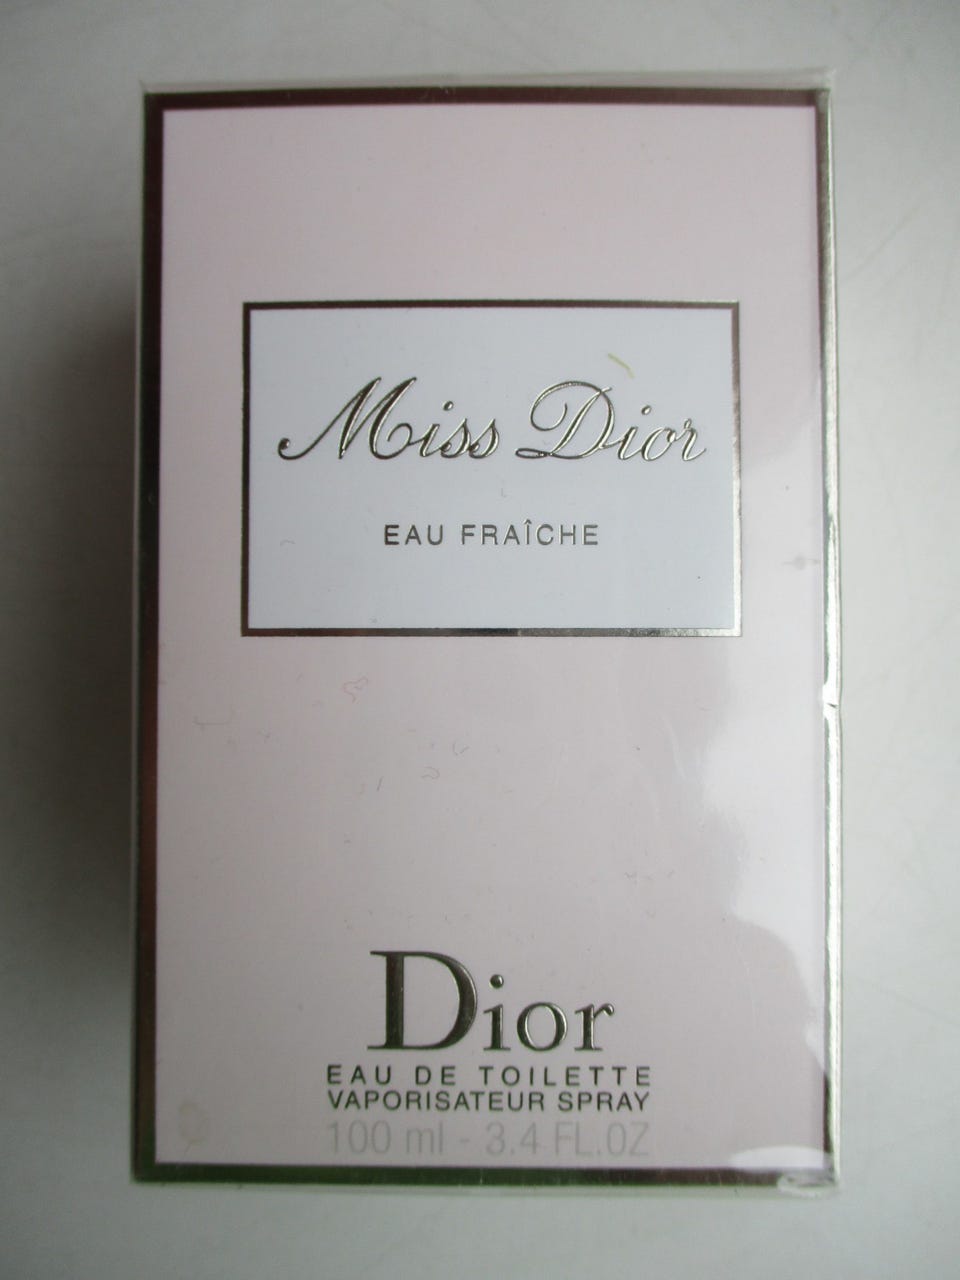 Miss Dior
EAU FRAÎCHE
Dior
EAU DE TOILETTE
VAPORISATEUR SPRAY
100 ml - 3.4 FL.OZ